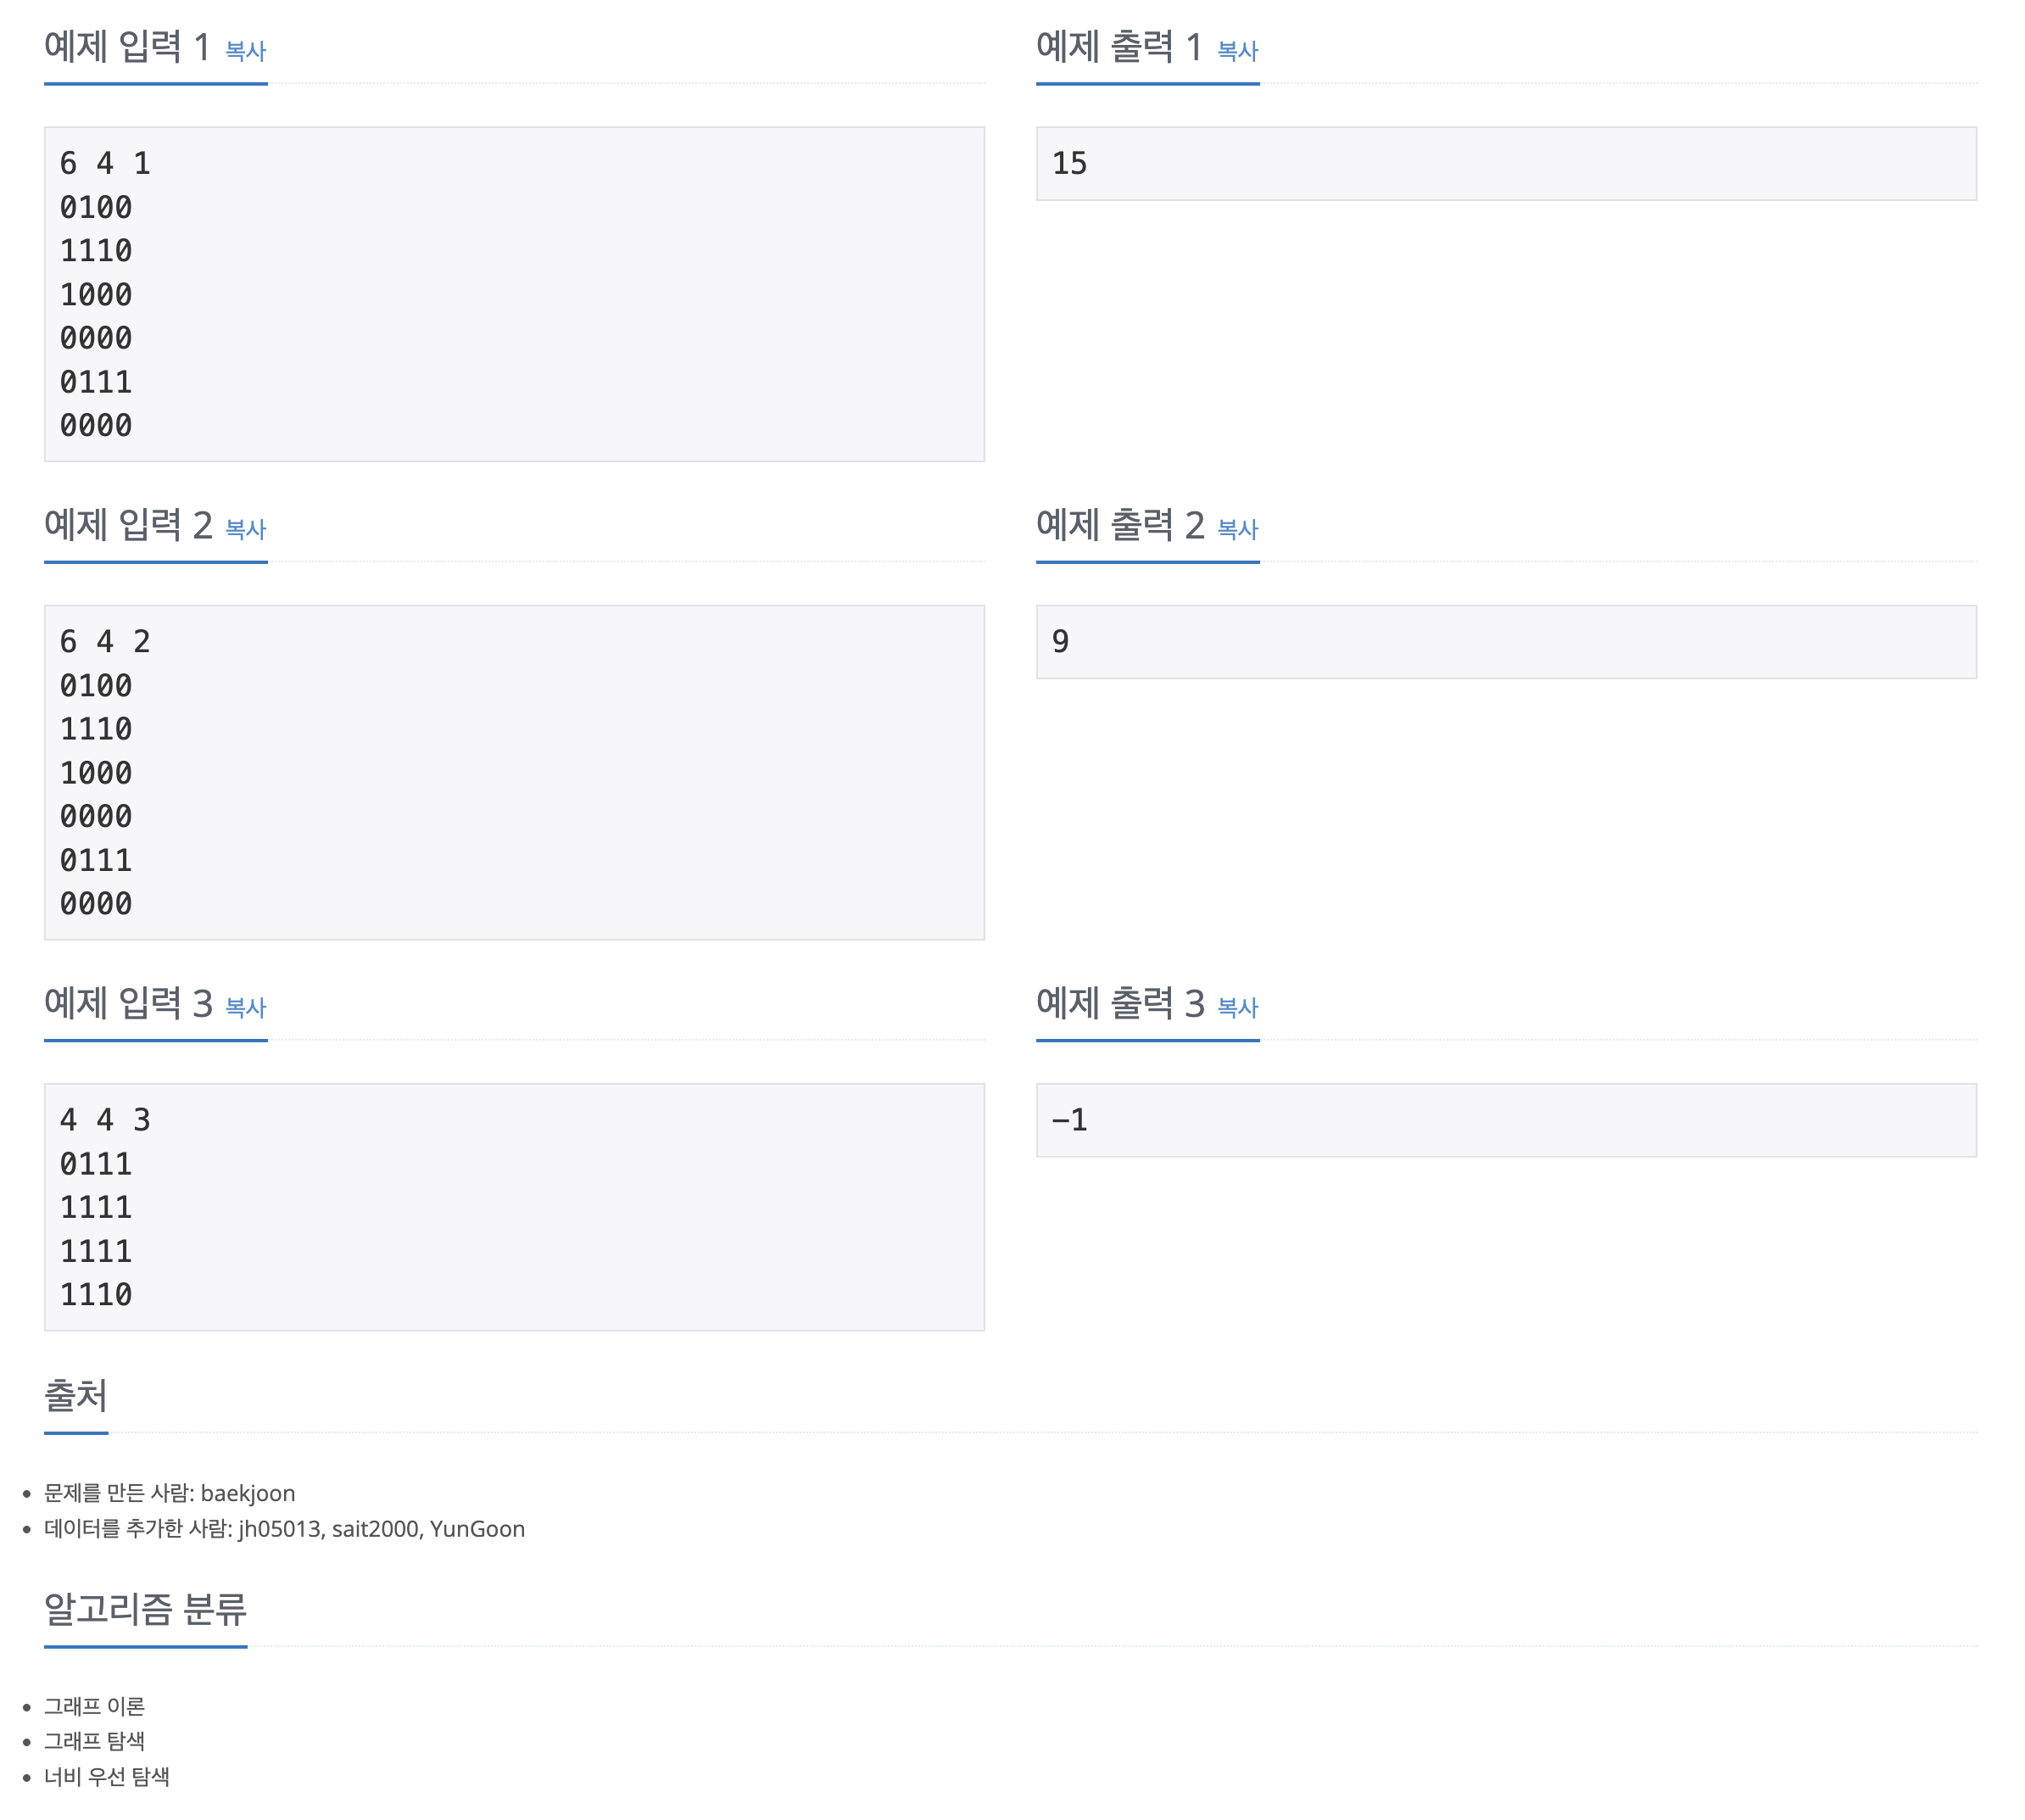 예제 입력 1 복사
6 4 1
0100
1110
1000
0000
0111
0000
예제 출력 1 복사
15
예제 입력 2 복사
6 4 2
0100
1110
1000
0000
0111
0000
예제 출력 2 복사
9
예제 입력 3 복사
4 4 3
0111
1111
1111
1110
예제 출력 3 복사
-1
출처
• 문제를 만든 사람: baekjoon
• 데이터를 추가한 사람: jh05013, sait2000, YunGoon
알고리즘 분류
• 그래프 이론
• 그래프 탐색
• 너비 우선 탐색